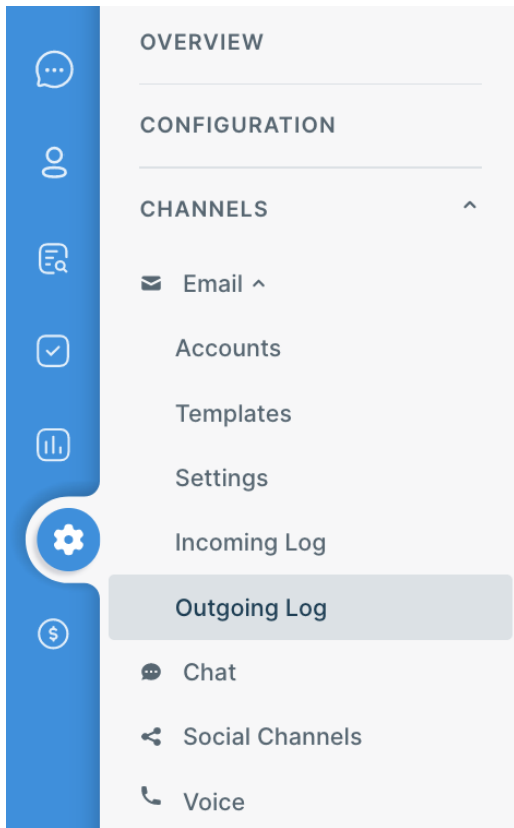 OVERVIEW
CONFIGURATION
CHANNELS
Email
Accounts
Templates
Settings
Incoming Log
Outgoing Log
Chat
Social Channels
Voice